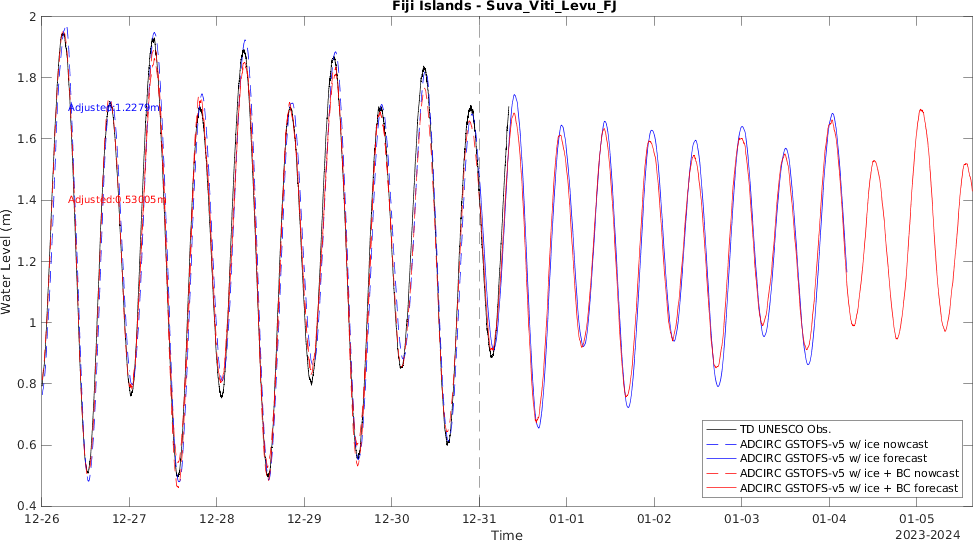 Fiji Islands - Suva_Viti_Levu_FJ
2
1.8
1.6
1.4
1.2
1
0.8
0.6
0.4
Water Level (m)
Adjusted:1.2279m
Adjusted:0.53005m
TD UNESCO Obs.
ADCIRC GSTOFS-v5 w/ ice nowcast
ADCIRC GSTOFS-v5 w/ ice forecast
ADCIRC GSTOFS-v5 w/ ice + BC nowcast
ADCIRC GSTOFS-v5 w/ ice + BC forecast
12-26 12-27 12-28 12-29 12-30 12-31 01-01 01-02 01-03 01-04 01-05
Time
2023-2024